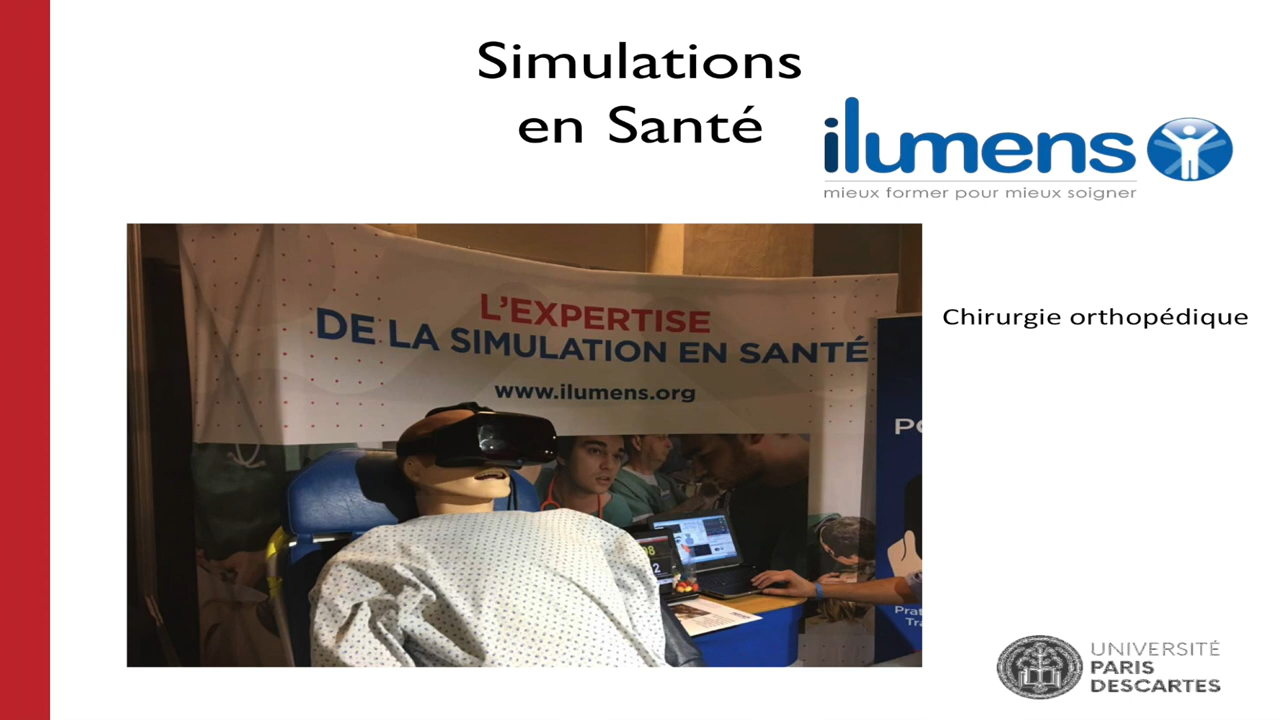 Simulations
en Santé
ilumens
mieux former pour mieux soigner
L'EXPERTISE
DE LA SIMULATION EN SANTÉ
www.ilumens.org
Chirurgie orthopédique
UNIVERSITÉ
PARIS
DESCARTES